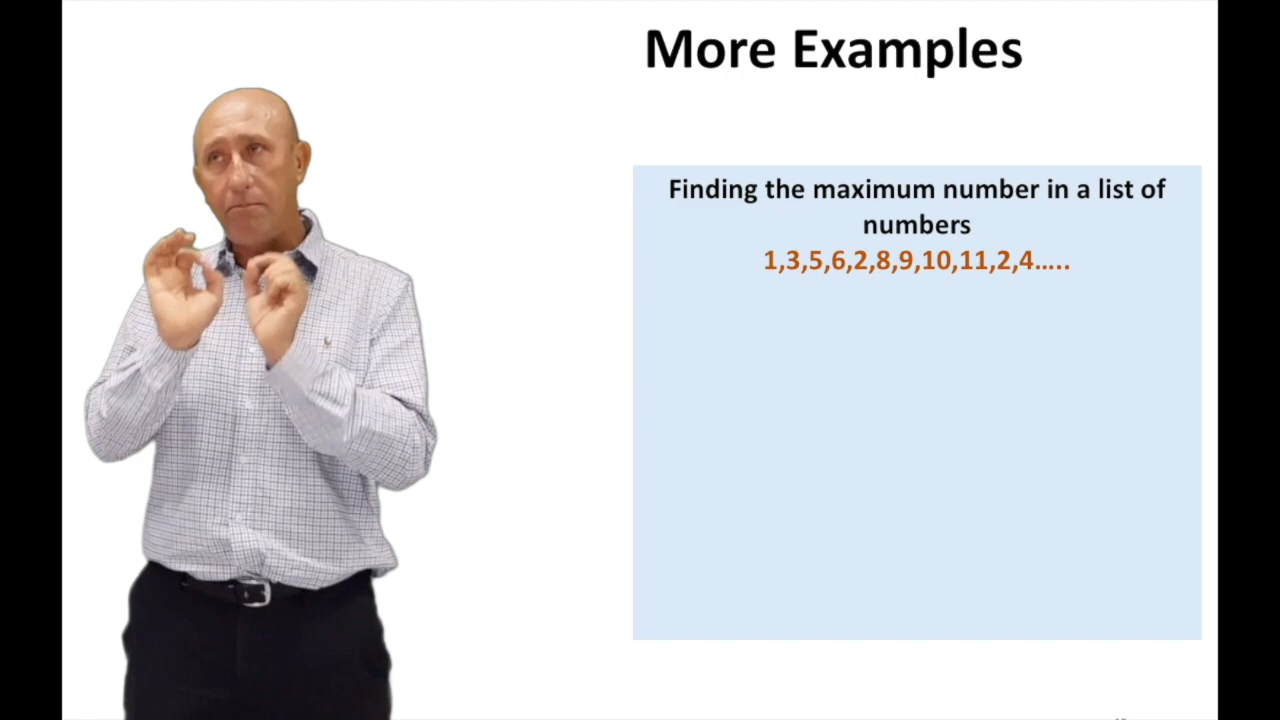 More Examples
Finding the maximum number in a list of
numbers
1,3,5,6,2,8,9,10,11,2,4…..